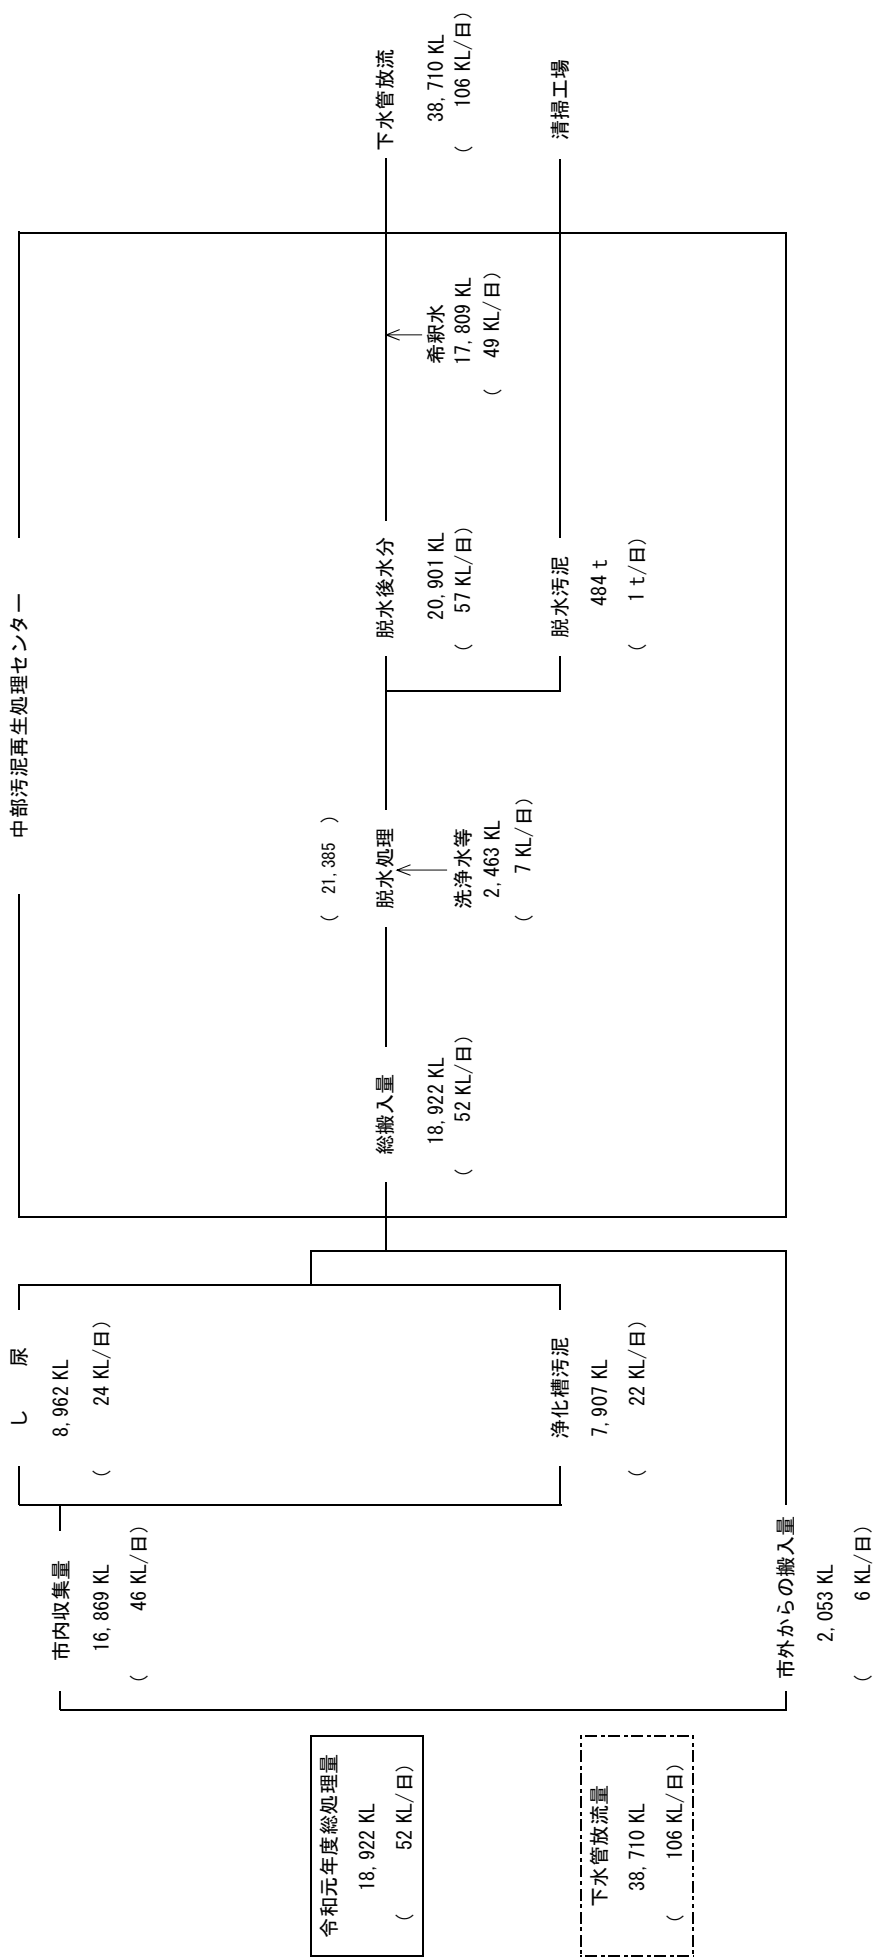 中部汚泥再生処理センター
令和元年度総処理量
18,922 KL
( 52 KL/日)
下水管放流量
38,710 KL
( 106 KL/日)
市内収集量
16,869 KL
( 46 KL/日)
市外からの搬入量
2,053 KL
( 6 KL/日)
し 尿
8,962 KL
( 24 KL/日)
浄化槽汚泥
7,907 KL
( 22 KL/日)
総搬入量
18,922 KL
( 52 KL/日)
( 21,385 )
脱水処理
洗浄水等
2,463 KL
( 7 KL/日)
脱水後水分
20,901 KL
( 57 KL/日)
脱水汚泥
484 t
( 1 t/日)
希釈水
17,809 KL
( 49 KL/日)
下水管放流
38,710 KL
( 106 KL/日)
清掃工場